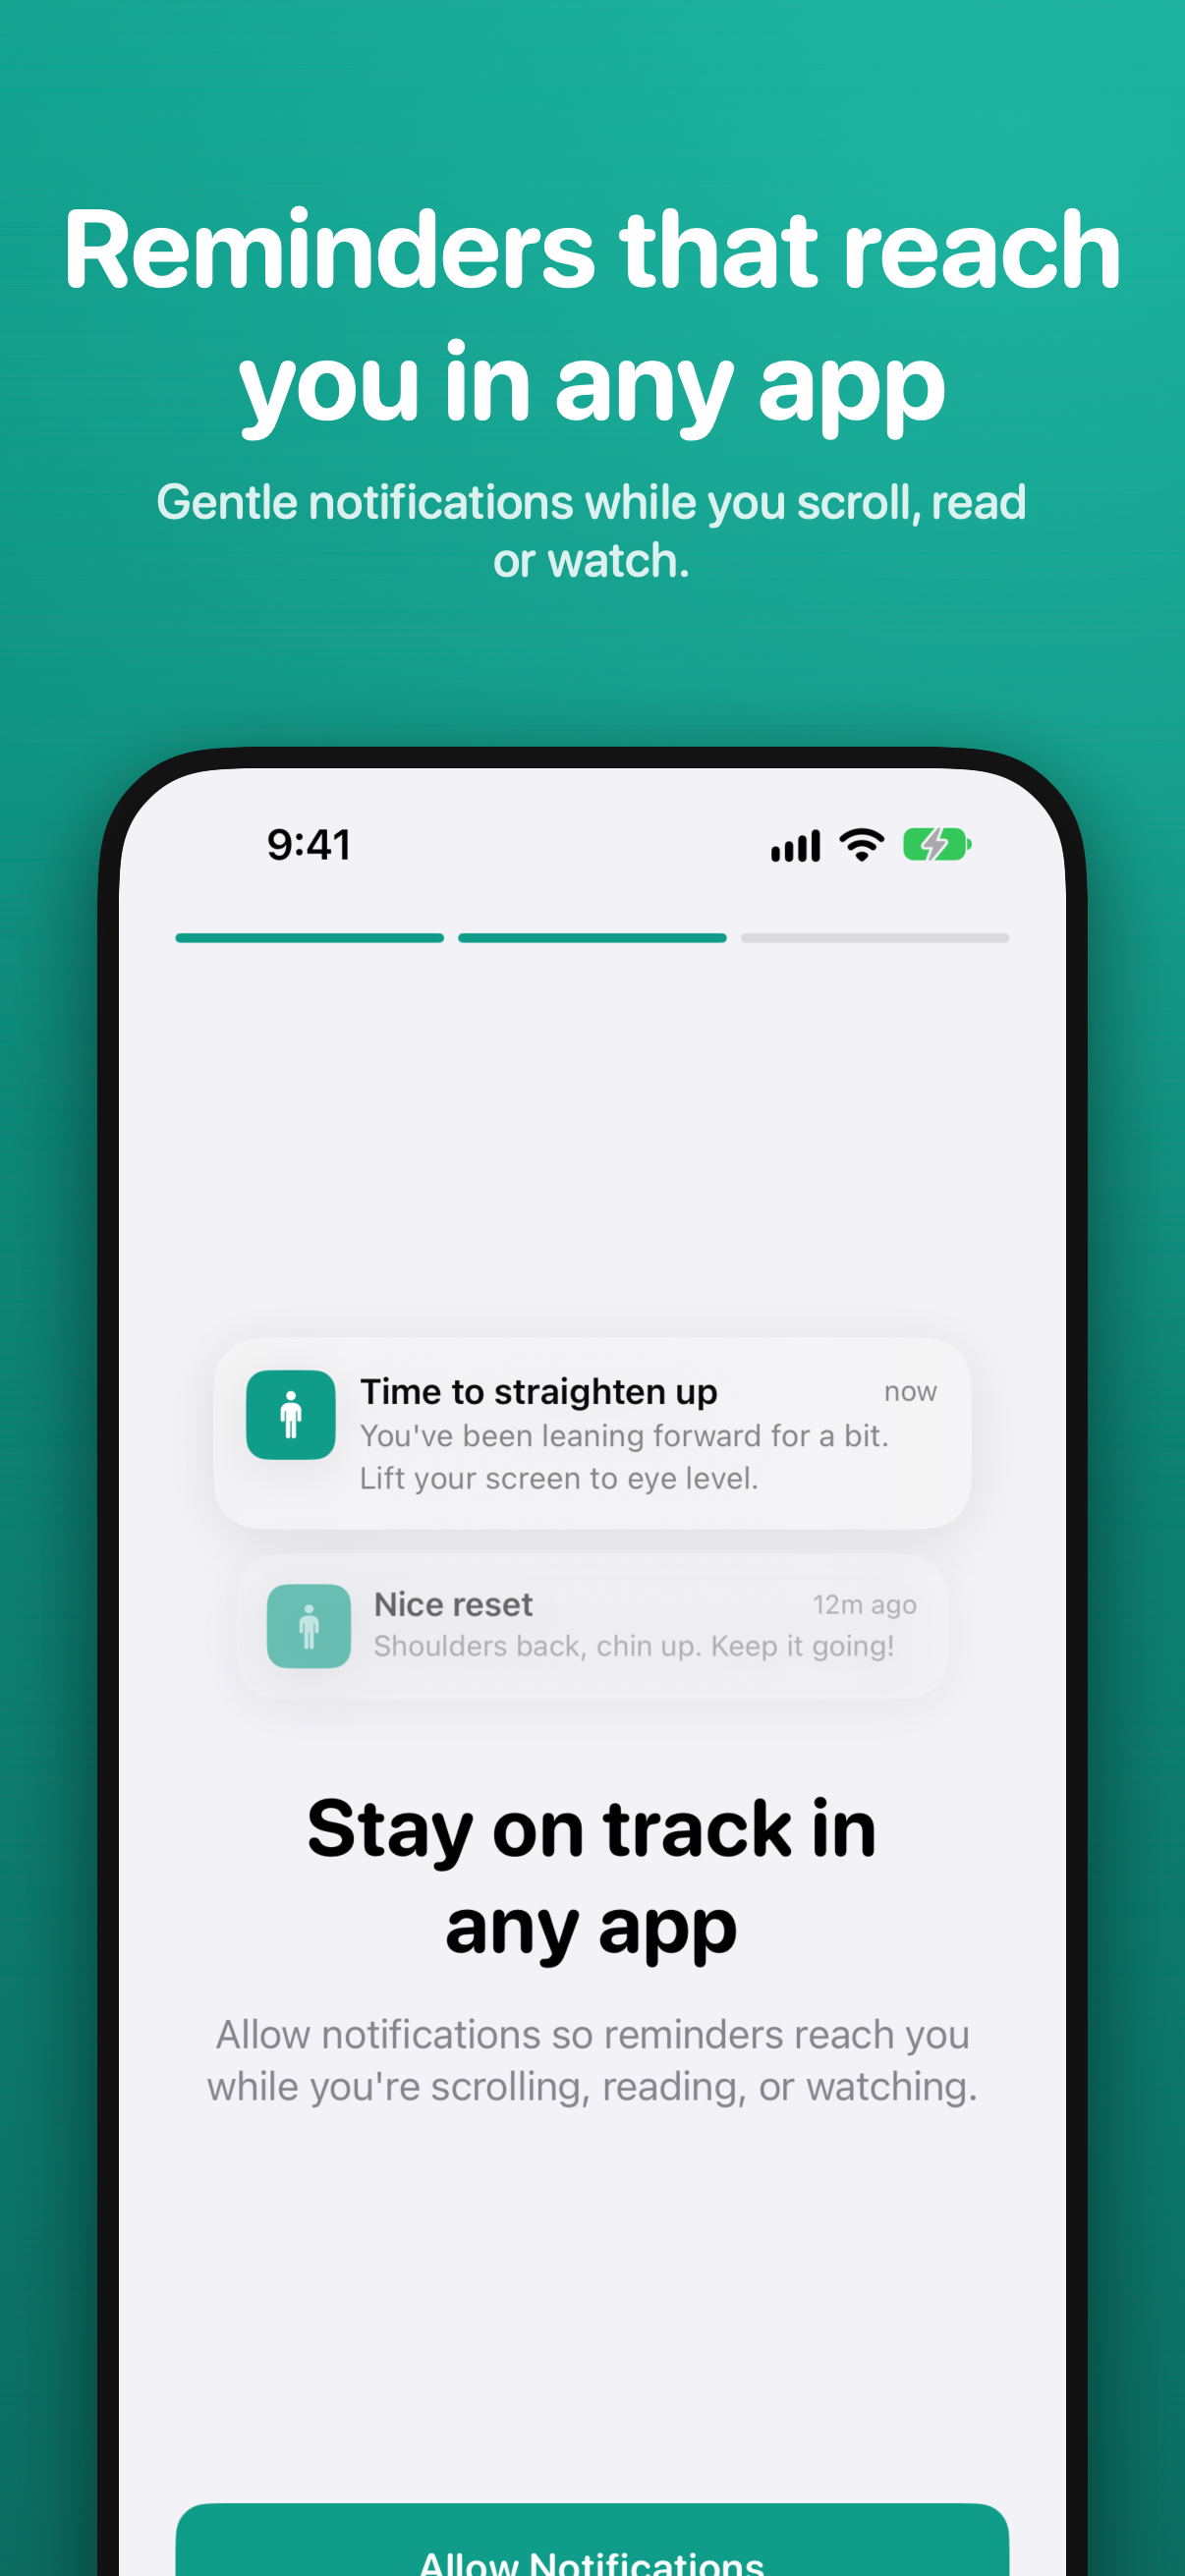 Reminders that reach
you in any app
Gentle notifications while you scroll, read
or watch.
9:41
Time to straighten up
now
You've been leaning forward for a bit.
Lift your screen to eye level.
Nice reset
12m ago
Shoulders back, chin up. Keep it going!
Stay on track in
any app
Allow notifications so reminders reach you
while you're scrolling, reading, or watching.
Allow Notifications